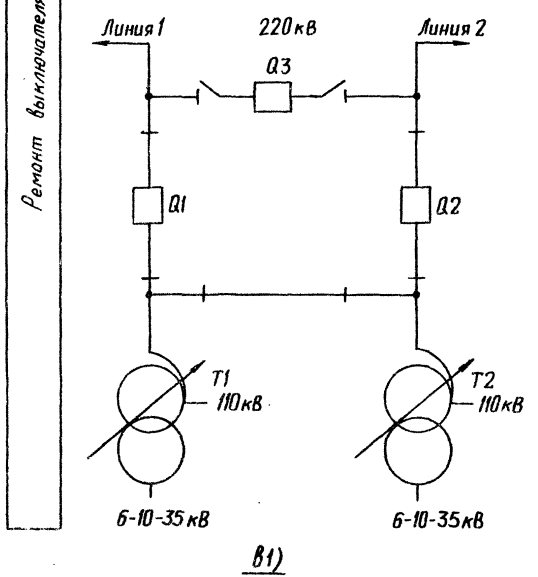 Ремонт выключателя
Линия 1
220кВ
Линия 2
Q3
Q1
Q2
T1
110кВ
T2
110кВ
6-10-35кВ
6-10-35кВ
в1)